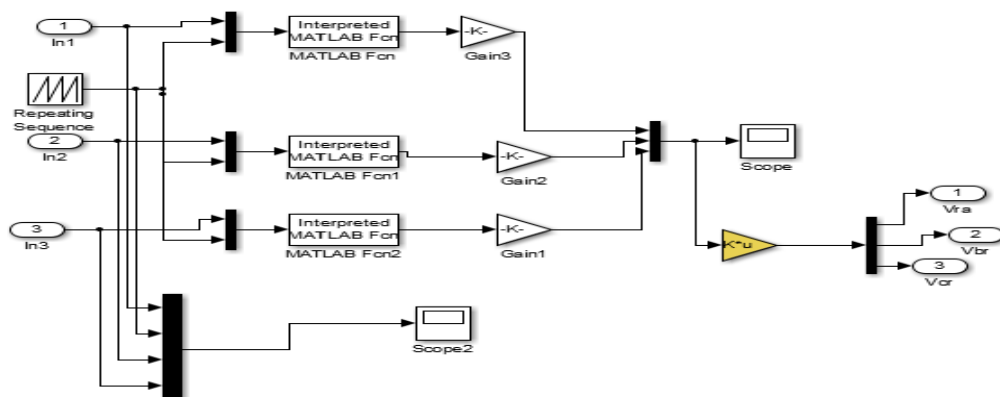 1
In1
Interpreted
MATLAB Fcn
MATLAB Fcn
-K-
Gain3
Repeating
Sequence
2
In2
Interpreted
MATLAB Fcn
MATLAB Fcn1
-K-
Gain2
Scope
3
In3
Interpreted
MATLAB Fcn
MATLAB Fcn2
-K-
Gain1
K*u
1
Vra
2
Vbr
3
Vcr
Scope2